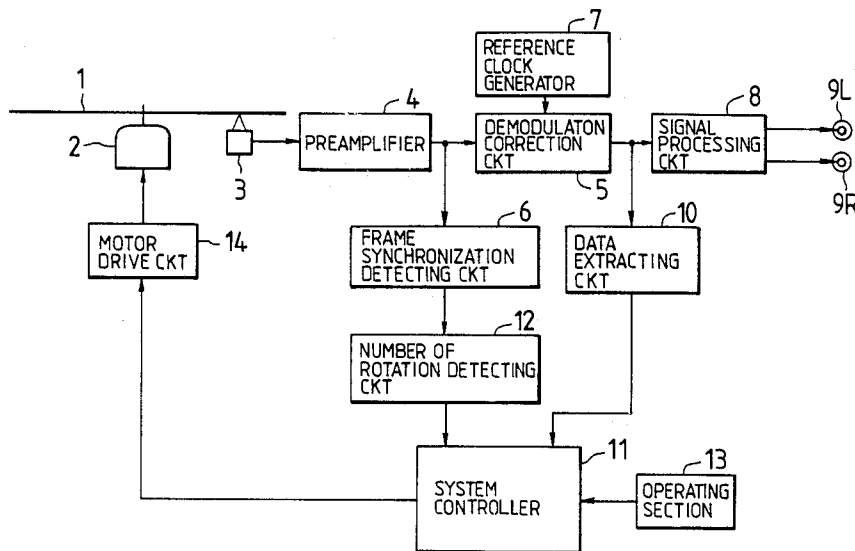 7
REFERENCE
CLOCK
GENERATOR
1
2
3
4
PREAMPLIFIER
DEMODULATON
CORRECTION
CKT
5
8
SIGNAL
PROCESSING
CKT
9L
9R
14
MOTOR
DRIVE CKT
6
FRAME
SYNCHRONIZATION
DETECTING CKT
10
DATA
EXTRACTING
CKT
12
NUMBER OF
ROTATION DETECTING
CKT
11
SYSTEM
CONTROLLER
13
OPERATING
SECTION